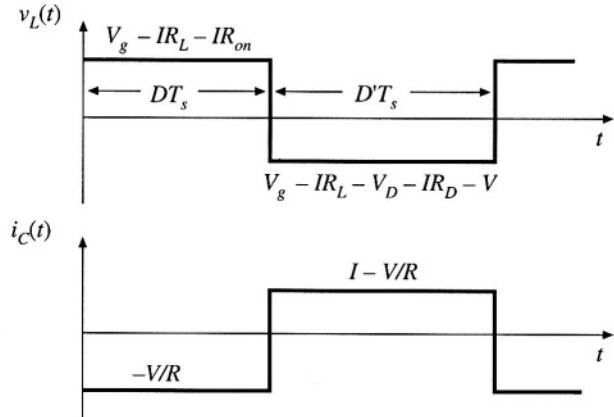 v_L(t)
V_g – IR_L – IR_on
DT_s
D'T_s
t
V_g – IR_L – V_D – IR_D – V
i_C(t)
I – V/R
t
–V/R